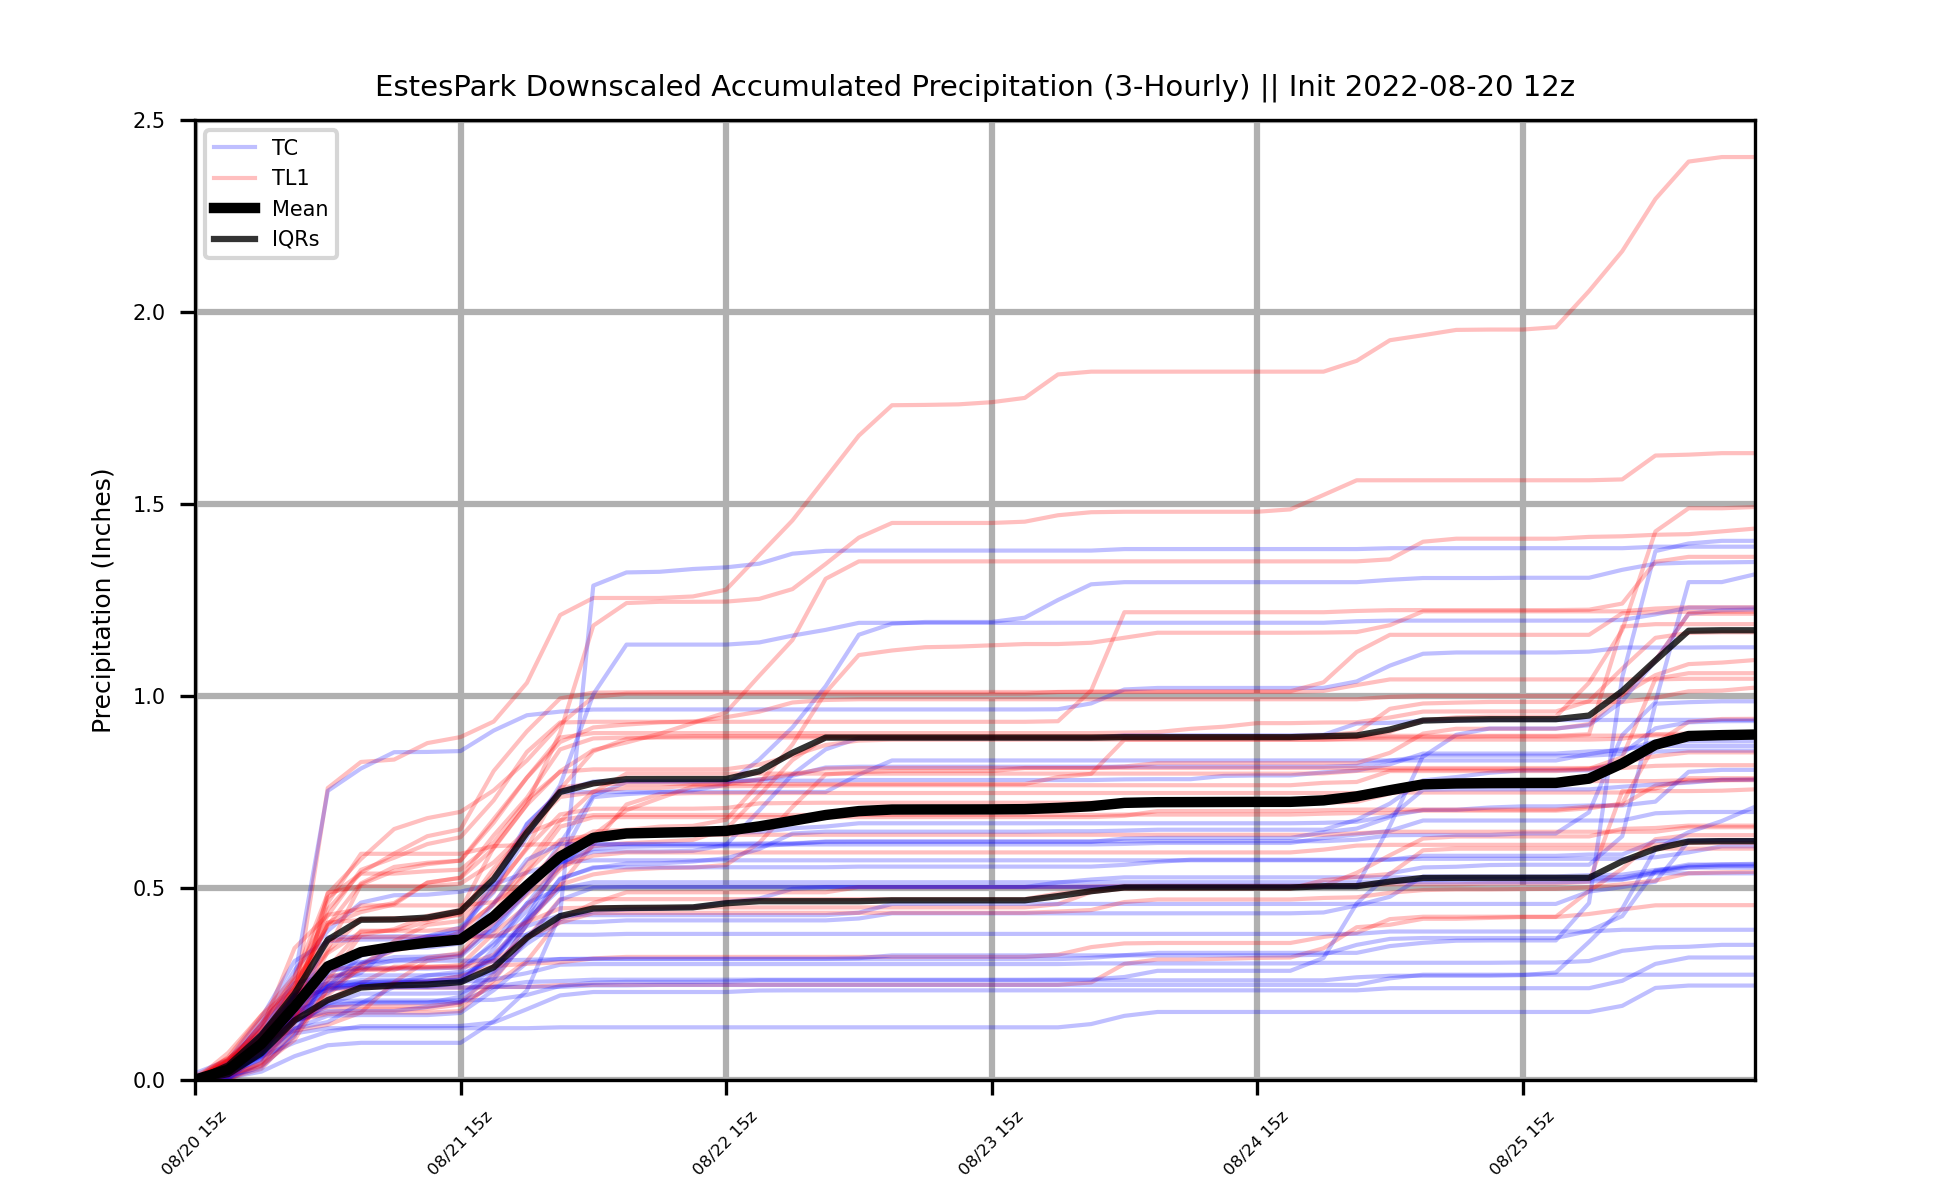 EstesPark Downscaled Accumulated Precipitation (3-Hourly) || Init 2022-08-20 12z
Precipitation (Inches)
2.5
2.0
1.5
1.0
0.5
0.0
TC
TL1
Mean
IQRs
08/20 15z
08/21 15z
08/22 15z
08/23 15z
08/24 15z
08/25 15z